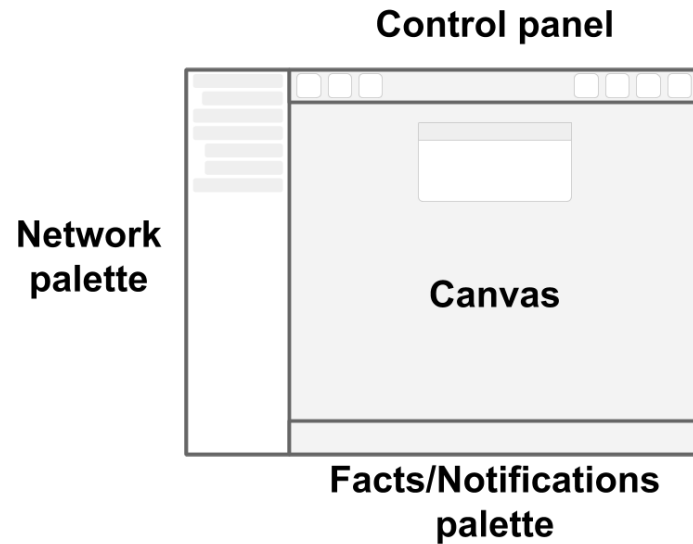 Control panel
Network
palette
Canvas
Facts/Notifications
palette